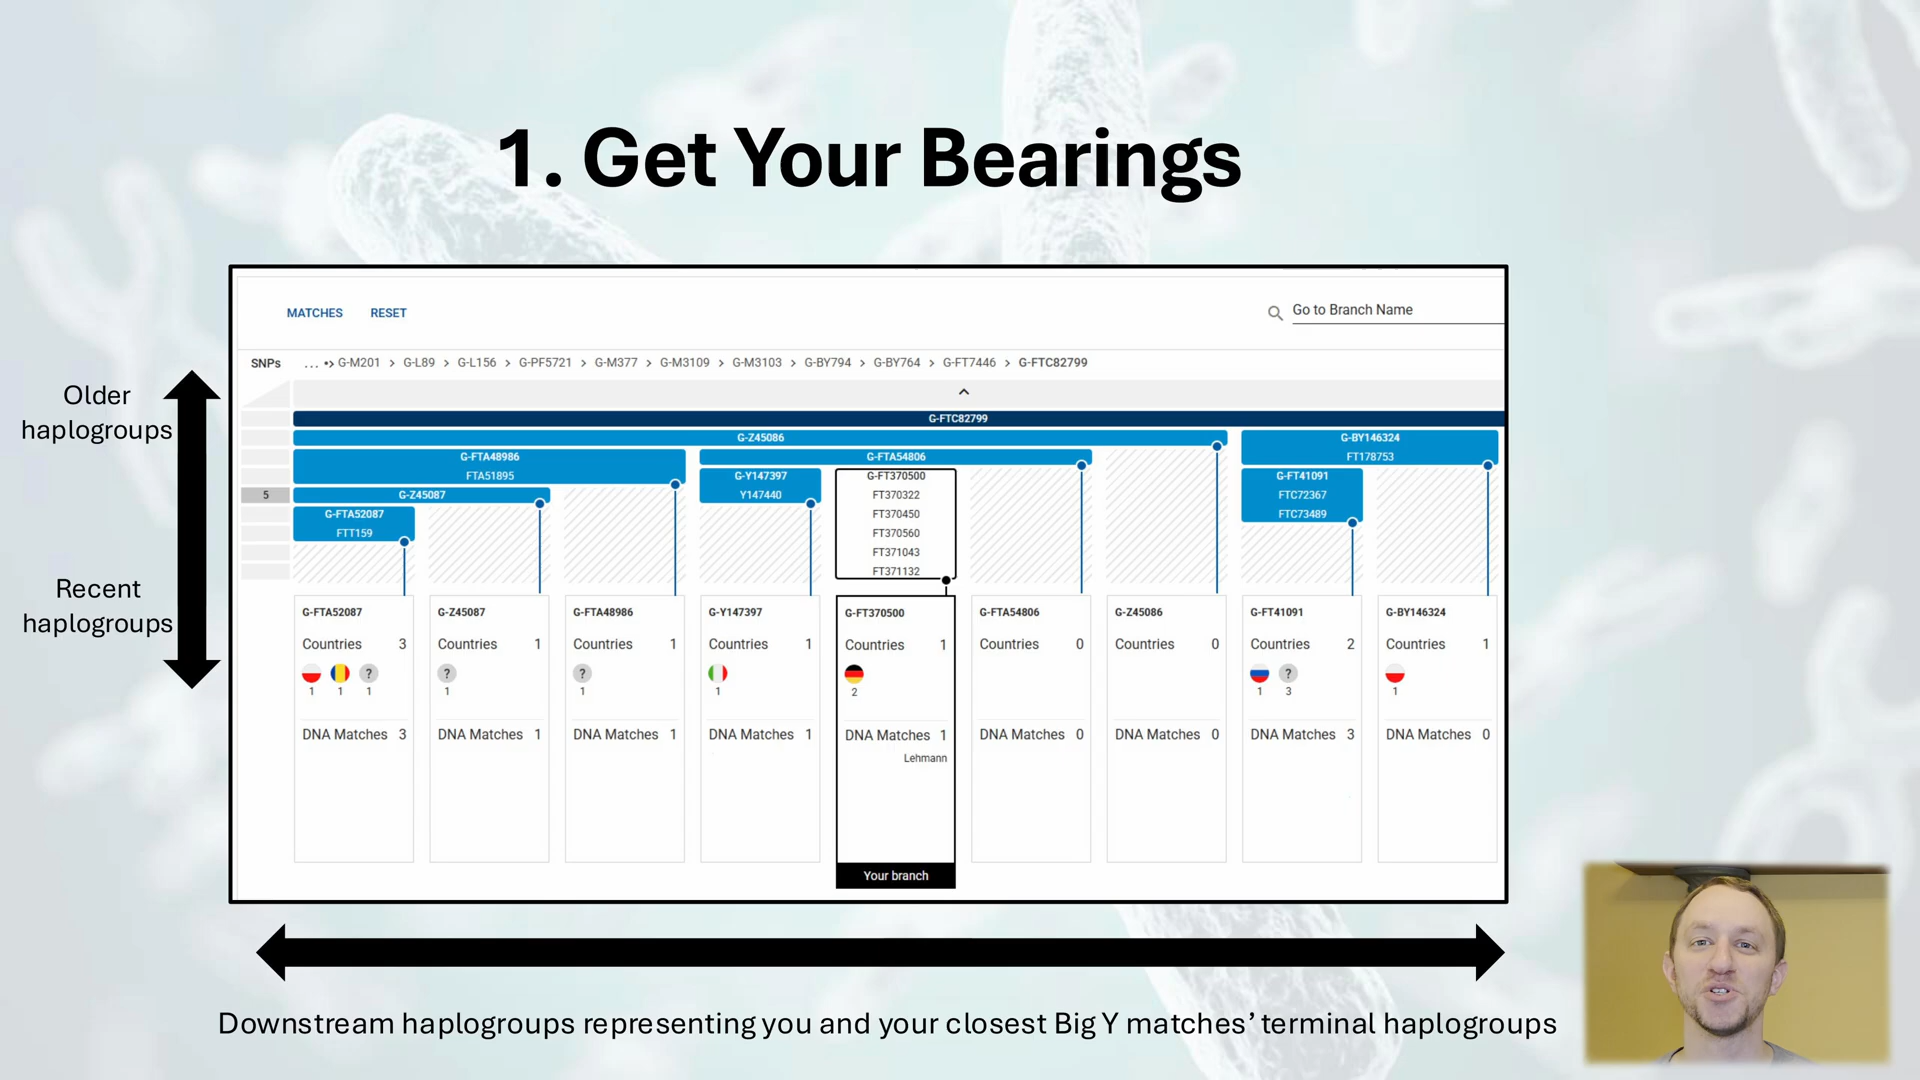 1. Get Your Bearings
MATCHES RESET
Go to Branch Name
SNPs ... •> G-M201 > G-L89 > G-L156 > G-PF5721 > G-M377 > G-M3109 > G-M3103 > G-BY794 > G-BY764 > G-FT7446 > G-FTC82799
Older
haplogroups
Recent
haplogroups
G-FTC82799
G-Z45086 G-BY146324
G-FTA48986 G-FTA54806 FT178753
FTA51895 G-Y147397 G-FT370500 G-FT41091
5 G-Z45087 Y147440 FT370322 FTC72367
G-FTA52087 FT370450 FTC73489
FTT159 FT370560
FT371043
FT371132
G-FTA52087 G-Z45087 G-FTA48986 G-Y147397 G-FT370500 G-FTA54806 G-Z45086 G-FT41091 G-BY146324
Countries 3 Countries 1 Countries 1 Countries 1 Countries 1 Countries 0 Countries 0 Countries 2 Countries 1
? ? ? ?
1 1 1 1 1 1 2 1 3 1
DNA Matches 3 DNA Matches 1 DNA Matches 1 DNA Matches 1 DNA Matches 1 DNA Matches 0 DNA Matches 0 DNA Matches 3 DNA Matches 0
Lehmann
Your branch
Downstream haplogroups representing you and your closest Big Y matches’ terminal haplogroups